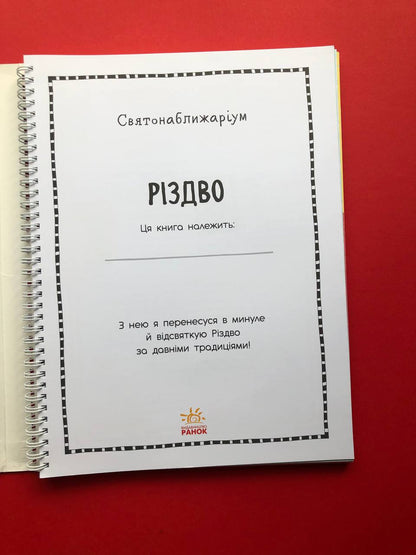 Святонаближаріум
РІЗДВО
Ця книга належить:
З нею я перенесуся в минуле
й відсвяткую Різдво
за давніми традиціями!
ВИДАВНИЦТВО
РАНОК